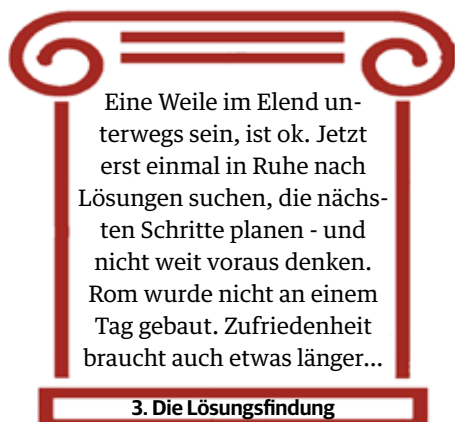 Eine Weile im Elend un-
terwegs sein, ist ok. Jetzt
erst einmal in Ruhe nach
Lösungen suchen, die nächs-
ten Schritte planen - und
nicht weit voraus denken.
Rom wurde nicht an einem
Tag gebaut. Zufriedenheit
braucht auch etwas länger...
3. Die Lösungsfindung